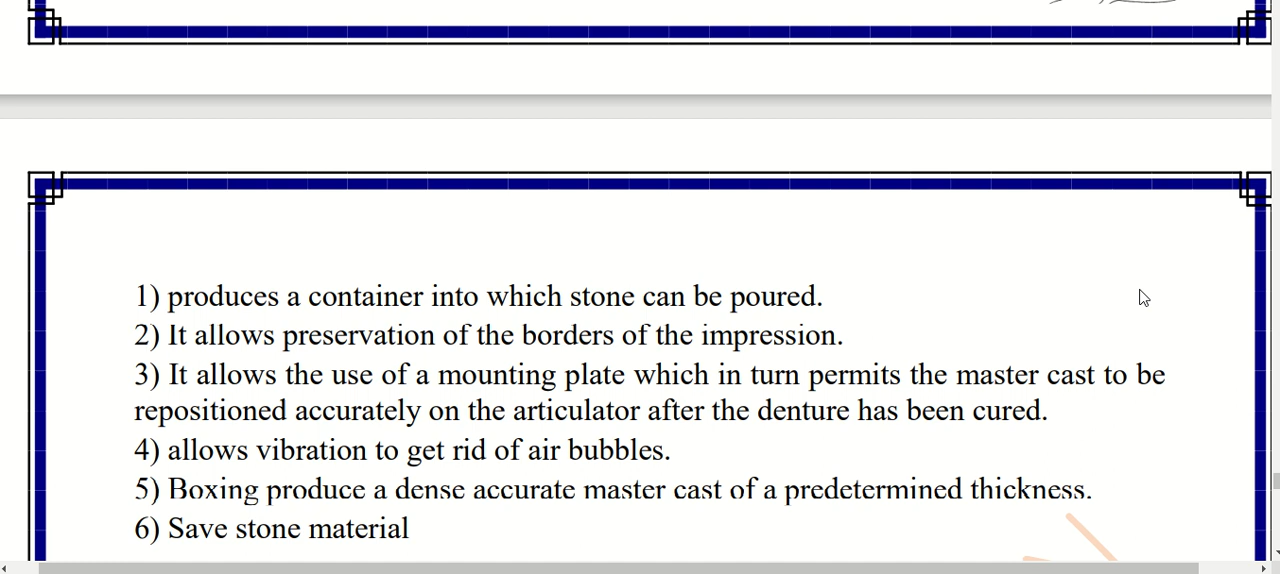 1) produces a container into which stone can be poured.
2) It allows preservation of the borders of the impression.
3) It allows the use of a mounting plate which in turn permits the master cast to be
repositioned accurately on the articulator after the denture has been cured.
4) allows vibration to get rid of air bubbles.
5) Boxing produce a dense accurate master cast of a predetermined thickness.
6) Save stone material